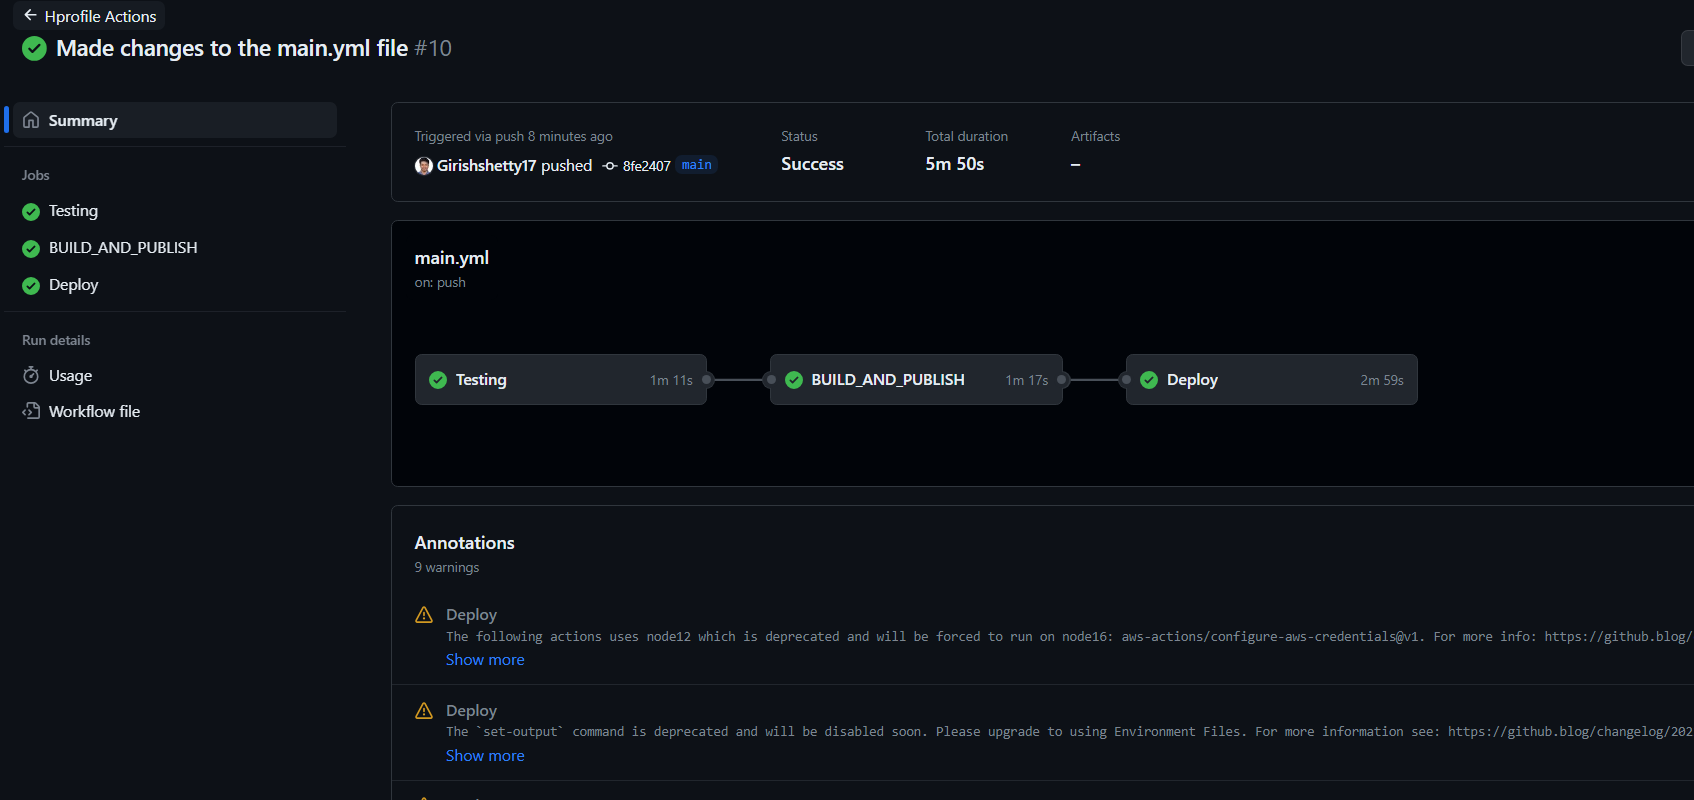 Hprofile Actions
Made changes to the main.yml file #10
Summary
Jobs
Testing
BUILD_AND_PUBLISH
Deploy
Run details
Usage
Workflow file
Triggered via push 8 minutes ago
Girishshetty17 pushed 8fe2407 main
Status
Success
Total duration
5m 50s
Artifacts
–
main.yml
on: push
Testing 1m 11s
BUILD_AND_PUBLISH 1m 17s
Deploy 2m 59s
Annotations
9 warnings
Deploy
The following actions uses node12 which is deprecated and will be forced to run on node16: aws-actions/configure-aws-credentials@v1. For more info: https://github.blog/
Show more
Deploy
The `set-output` command is deprecated and will be disabled soon. Please upgrade to using Environment Files. For more information see: https://github.blog/changelog/202
Show more